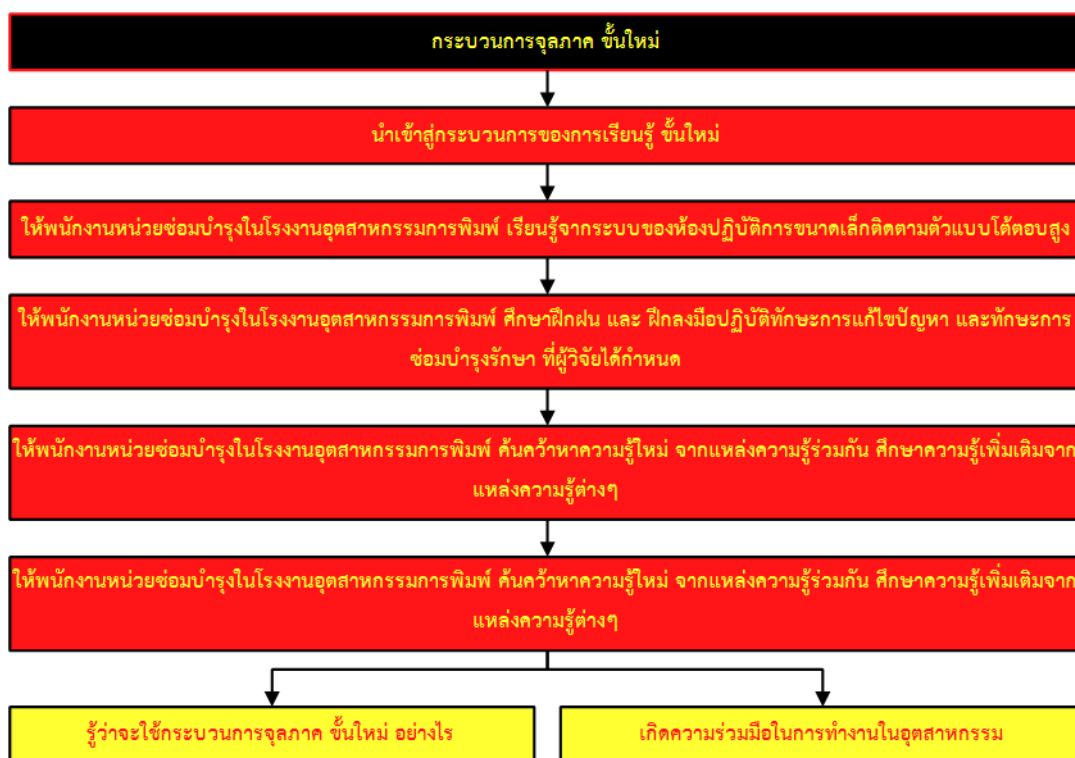 กระบวนการจุลภาค ขั้นใหม่
นำเข้าสู่กระบวนการของการเรียนรู้ ขั้นใหม่
ให้พนักงานหน่วยซ่อมบำรุงในโรงงานอุตสาหกรรมการพิมพ์ เรียนรู้จากระบบของห้องปฏิบัติการขนาดเล็กติดตามตัวแบบโต้ตอบสูง
ให้พนักงานหน่วยซ่อมบำรุงในโรงงานอุตสาหกรรมการพิมพ์ ศึกษาฝึกฝน และ ฝึกลงมือปฏิบัติทักษะการแก้ไขปัญหา และทักษะการ
ซ่อมบำรุงรักษา ที่ผู้วิจัยได้กำหนด
ให้พนักงานหน่วยซ่อมบำรุงในโรงงานอุตสาหกรรมการพิมพ์ ค้นคว้าหาความรู้ใหม่ จากแหล่งความรู้ร่วมกัน ศึกษาความรู้เพิ่มเติมจาก
แหล่งความรู้ต่างๆ
ให้พนักงานหน่วยซ่อมบำรุงในโรงงานอุตสาหกรรมการพิมพ์ ค้นคว้าหาความรู้ใหม่ จากแหล่งความรู้ร่วมกัน ศึกษาความรู้เพิ่มเติมจาก
แหล่งความรู้ต่างๆ
รู้ว่าจะใช้กระบวนการจุลภาค ขั้นใหม่ อย่างไร
เกิดความร่วมมือในการทำงานในอุตสาหกรรม